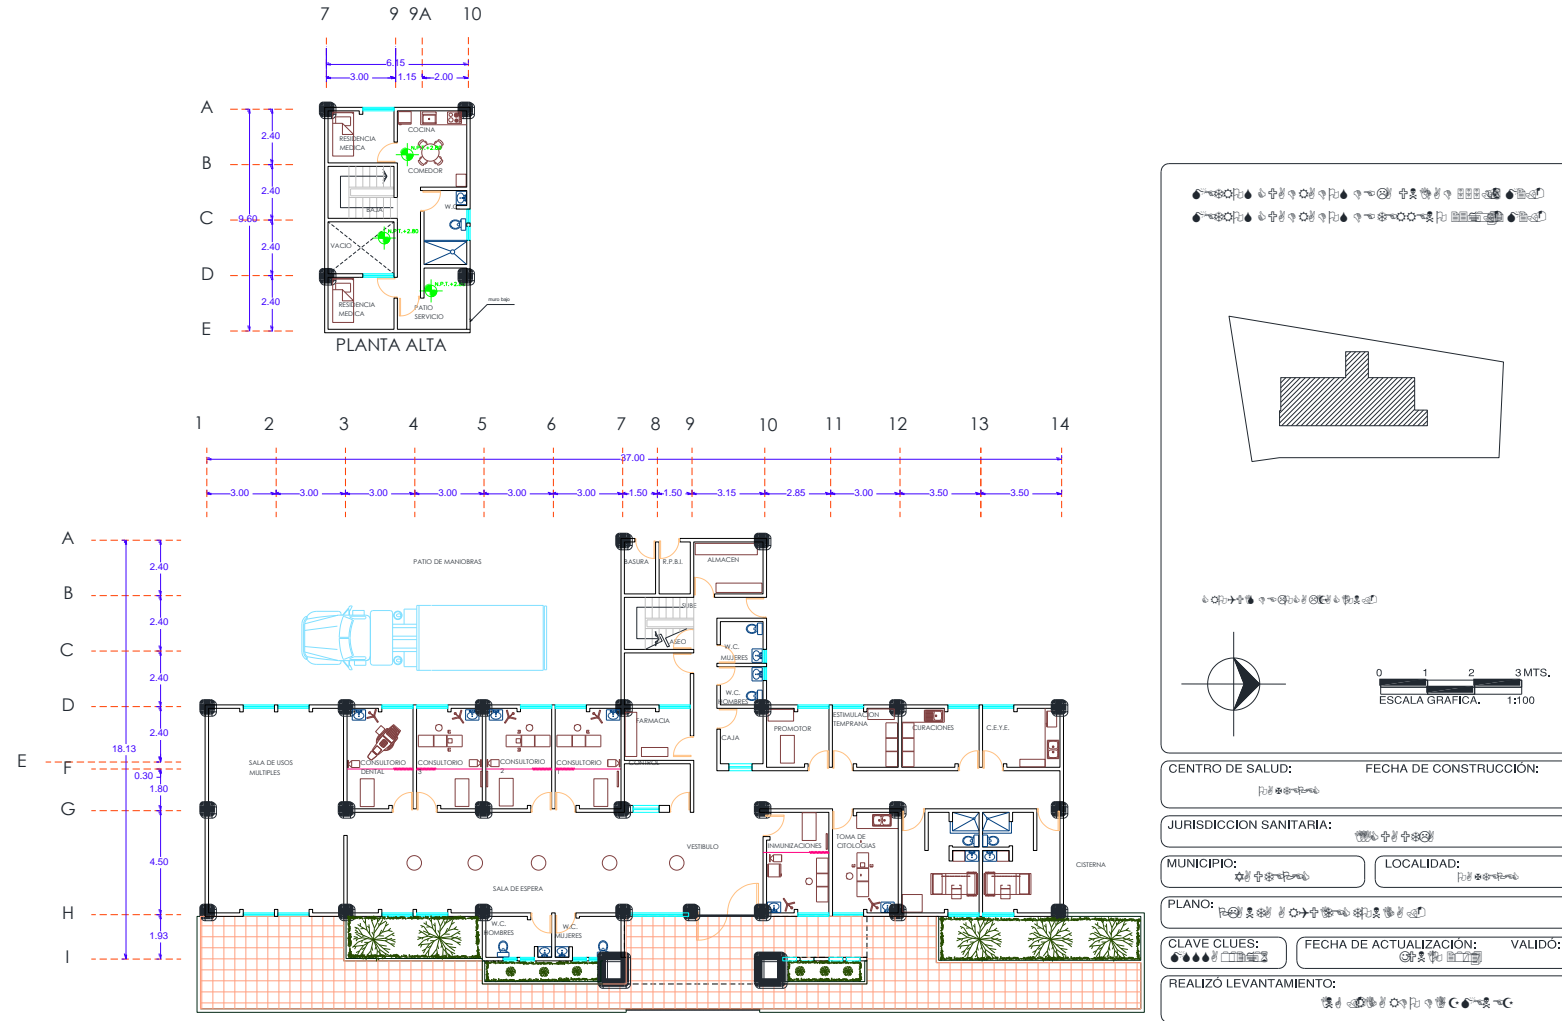 7 9 9A 10
6.15
3.00 1.15 2.00
A
B
C
D
E
2.40
2.40
9.60
2.40
2.40
RESIDENCIA
MEDICA
COCINA
COMEDOR
BAJA
W.C.
VACIO
RESIDENCIA
MEDICA
PATIO
SERVICIO
muro bajo
PLANTA ALTA
1 2 3 4 5 6 7 8 9 10 11 12 13 14
37.00
3.00 3.00 3.00 3.00 3.00 3.00 1.50 1.50 3.15 2.85 3.00 3.50 3.50
A
B
C
D
E
F
G
H
I
2.40
2.40
2.40
2.40
18.13
0.30
1.80
4.50
1.93
PATIO DE MANIOBRAS
BASURA
R.P.B.I.
ALMACEN
SUBE
ASEO
W.C.
MUJERES
W.C.
HOMBRES
FARMACIA
CAJA
CONTROL
PROMOTOR
ESTIMULACION
TEMPRANA
CURACIONES
C.E.Y.E.
SALA DE USOS
MULTIPLES
CONSULTORIO
DENTAL
CONSULTORIO
3
CONSULTORIO
2
CONSULTORIO
1
VESTIBULO
INMUNIZACIONES
TOMA DE
CITOLOGIAS
CISTERNA
SALA DE ESPERA
W.C.
HOMBRES
W.C.
MUJERES
0 1 2 3 MTS.
ESCALA GRAFICA. 1:100
CENTRO DE SALUD: FECHA DE CONSTRUCCIÓN:
JURISDICCION SANITARIA:
MUNICIPIO: LOCALIDAD:
PLANO:
CLAVE CLUES: FECHA DE ACTUALIZACIÓN: VALIDÓ:
REALIZÓ LEVANTAMIENTO: